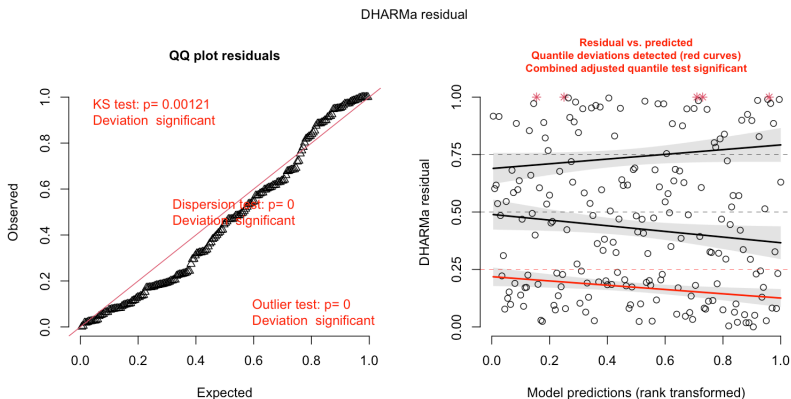 DHARMa residual
QQ plot residuals
KS test: p= 0.00121
Deviation significant
Dispersion test: p= 0
Deviation significant
Outlier test: p= 0
Deviation significant
Observed
0.0 0.2 0.4 0.6 0.8 1.0
0.0 0.2 0.4 0.6 0.8 1.0
Expected
Residual vs. predicted
Quantile deviations detected (red curves)
Combined adjusted quantile test significant
DHARMa residual
0.00 0.25 0.50 0.75 1.00
0.0 0.2 0.4 0.6 0.8 1.0
Model predictions (rank transformed)